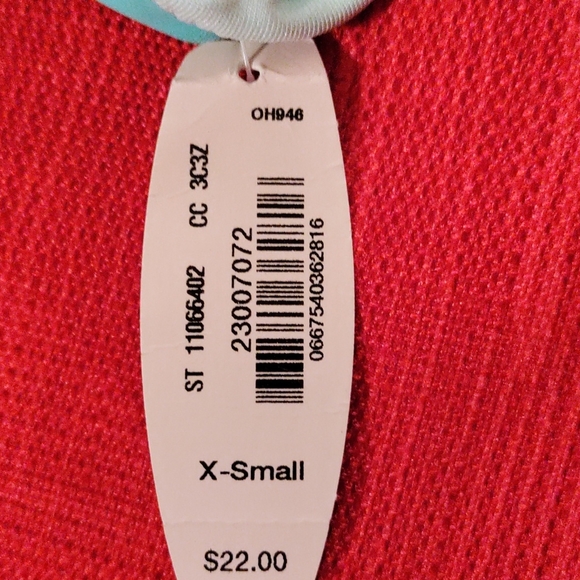 OH946
ST 11066402 CC 3C3Z
23007072
0667540362816
X-Small
$22.00